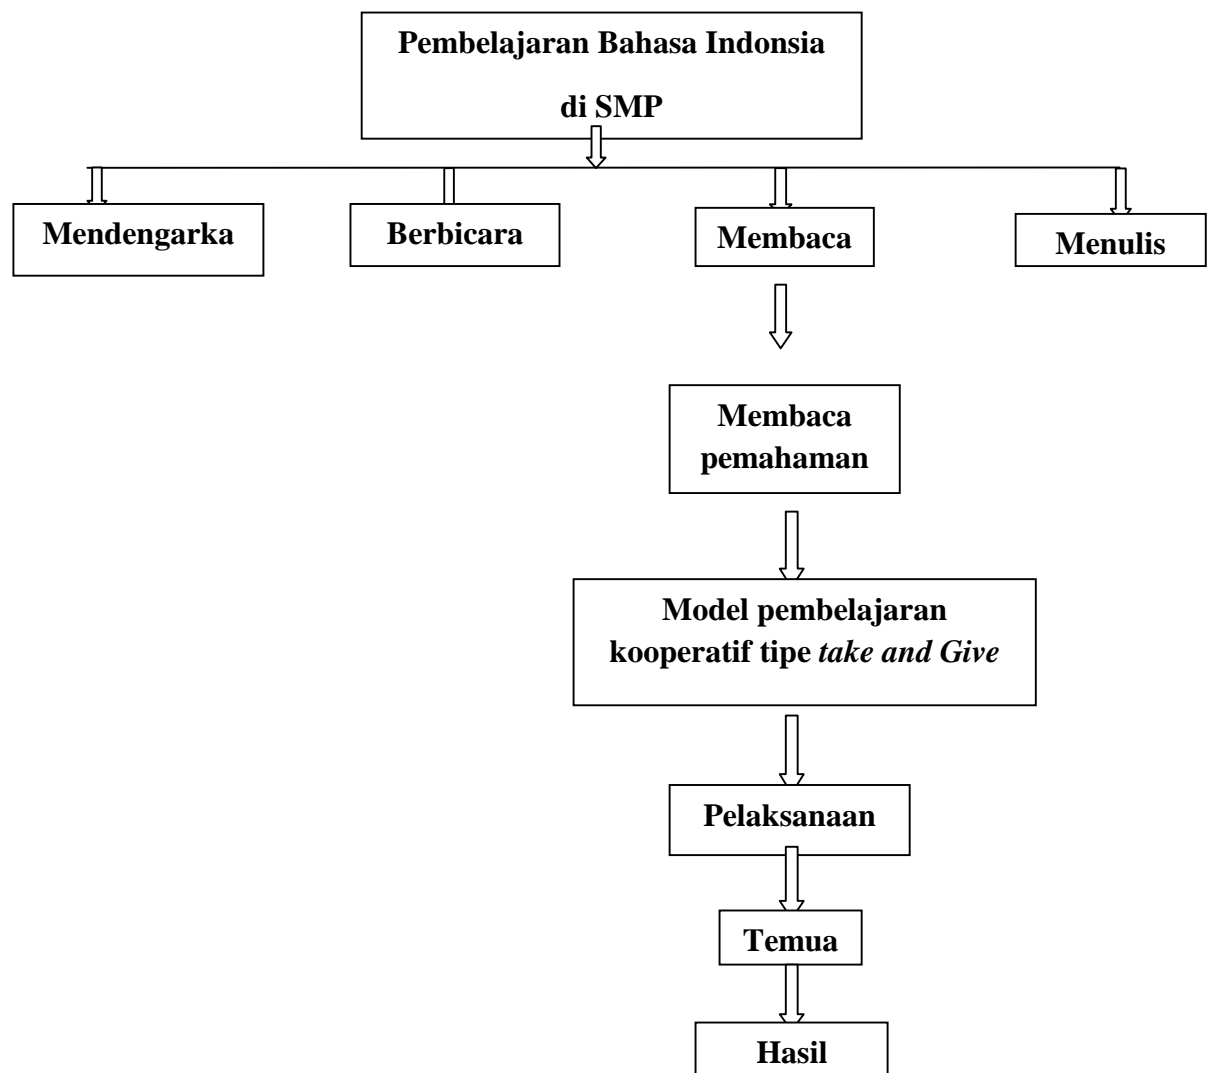 Pembelajaran Bahasa Indonsia
di SMP
Mendengarka
Berbicara
Membaca
Menulis
Membaca
pemahaman
Model pembelajaran
kooperatif tipe take and Give
Pelaksanaan
Temua
Hasil